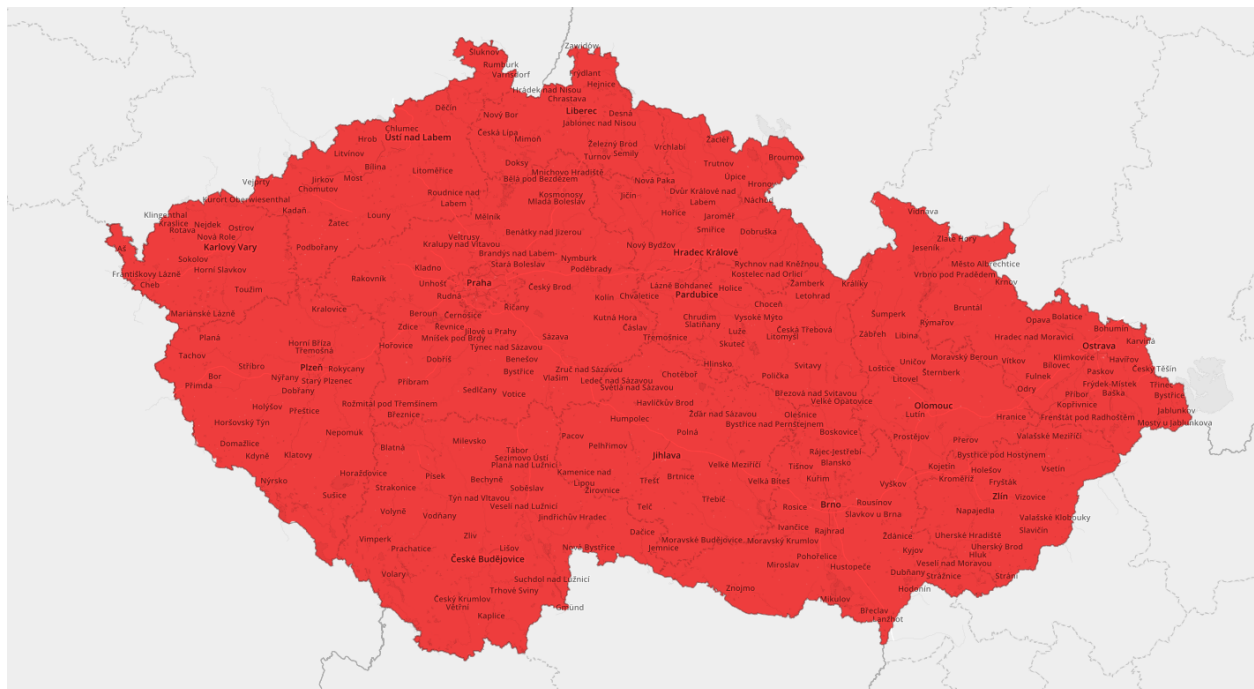 Šluknov
Zawidów
Rumburk
Varnsdorf
Frýdlant
Hejnice
Hrádek nad Nisou
Chrastava
Děčín
Nový Bor
Liberec
Desná
Jablonec nad Nisou
Chlumec
Ústí nad Labem
Hrob
Česká Lípa
Mimoň
Železný Brod
Semily
Turnov
Vrchlabí
Žacléř
Broumov
Litvínov
Bílina
Litoměřice
Doksy
Mnichovo Hradiště
Bělá pod Bezdězem
Trutnov
Úpice
Hronov
Vejprty
Jirkov
Most
Chomutov
Nová Paka
Dvůr Králové nad
Labem
Náchod
Kurort Oberwiesenthal
Kadaň
Roudnice nad
Labem
Kosmonosy
Mladá Boleslav
Jičín
Hořice
Jaroměř
Smiřice
Dobruška
Klingenthal
Kraslice
Rotava
Nejdek
Ostrov
Nová Role
Karlovy Vary
Žatec
Louny
Mělník
Benátky nad Jizerou
Vidnava
Aš
Sokolov
Horní Slavkov
Podbořany
Veltrusy
Kralupy nad Vltavou
Brandýs nad Labem-
Stará Boleslav
Nymburk
Poděbrady
Nový Bydžov
Hradec Králové
Rychnov nad Kněžnou
Kostelec nad Orlicí
Zlaté Hory
Jeseník
Město Albrechtice
Vrbno pod Pradědem
Krnov
Františkovy Lázně
Cheb
Toužim
Rakovník
Kladno
Unhošť
Praha
Rudná
Český Brod
Kolín
Chvaletice
Lázně Bohdaneč
Pardubice
Holice
Žamberk
Letohrad
Králíky
Mariánské Lázně
Kralovice
Beroun
Černošice
Říčany
Zdice
Řevnice
Jílové u Prahy
Mníšek pod Brdy
Kutná Hora
Čáslav
Choceň
Chrudim
Slatiňany
Vysoké Mýto
Luže
Česká Třebová
Litomyšl
Šumperk
Bruntál
Rýmařov
Opava
Bolatice
Bohumín
Planá
Tachov
Horní Bříza
Třemošná
Hořovice
Týnec nad Sázavou
Sázava
Třemošnice
Skuteč
Zábřeh
Libina
Hradec nad Moravicí
Ostrava
Karviná
Stříbro
Plzeň
Rokycany
Dobříš
Benešov
Bystřice
Hlinsko
Svitavy
Uničov
Moravský Beroun
Vítkov
Klimkovice
Bílovec
Havířov
Paskov
Český Těšín
Bor
Přimda
Nýřany
Starý Plzenec
Dobřany
Příbram
Vlašim
Zruč nad Sázavou
Ledeč nad Sázavou
Světlá nad Sázavou
Chotěboř
Polička
Loštice
Litovel
Šternberk
Fulnek
Odry
Frýdek-Místek
Příbor
Baška
Třinec
Bystřice
Holýšov
Přeštice
Rožmitál pod Třemšínem
Březnice
Sedlčany
Votice
Havlíčkův Brod
Březová nad Svitavou
Velké Opatovice
Olomouc
Lutín
Kopřivnice
Jablunkov
Horšovský Týn
Nepomuk
Humpolec
Žďár nad Sázavou
Bystřice nad Pernštejnem
Olešnice
Hranice
Frenštát pod Radhoštěm
Mosty u Jablunkova
Domažlice
Kdyně
Klatovy
Blatná
Milevsko
Tábor
Sezimovo Ústí
Planá nad Lužnicí
Pacov
Pelhřimov
Polná
Jihlava
Boskovice
Rájec-Jestřebí
Blansko
Prostějov
Přerov
Valašské Meziříčí
Bystřice pod Hostýnem
Nýrsko
Horažďovice
Písek
Bechyně
Soběslav
Kamenice nad
Lipou
Žirovnice
Třešť
Brtnice
Velké Meziříčí
Velká Bíteš
Tišnov
Kuřim
Vyškov
Kojetín
Kroměříž
Holešov
Fryšták
Vsetín
Sušice
Strakonice
Týn nad Vltavou
Veselí nad Lužnicí
Jindřichův Hradec
Telč
Třebíč
Rosice
Brno
Rousínov
Slavkov u Brna
Zlín
Vizovice
Napajedla
Volyně
Vodňany
Dačice
Ivančice
Rajhrad
Valašské Klobouky
Slavičín
Vimperk
Zliv
Lišov
Nová Bystřice
Jemnice
Moravské Budějovice
Moravský Krumlov
Pohořelice
Ždánice
Kyjov
Uherské Hradiště
Uherský Brod
Hluk
Prachatice
České Budějovice
Miroslav
Hustopeče
Veselí nad Moravou
Volary
Suchdol nad Lužnicí
Trhové Sviny
Znojmo
Dubňany
Strážnice
Strání
Hodonín
Český Krumlov
Větřní
Kaplice
Gmünd
Mikulov
Břeclav
Lanžhot